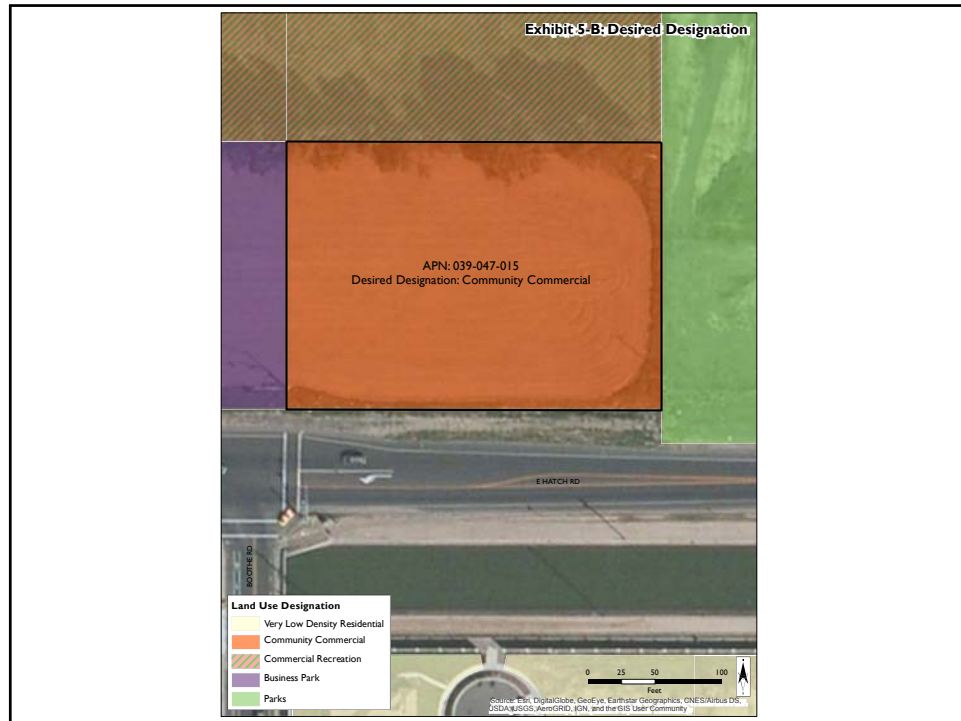 Exhibit 5-B: Desired Designation
APN: 039-047-015
Desired Designation: Community Commercial
E HATCH RD
BOOTHE RD
Land Use Designation
Very Low Density Residential
Community Commercial
Commercial Recreation
Business Park
Parks
0 25 50 100
Feet
Source: Esri, DigitalGlobe, GeoEye, Earthstar Geographics, CNES/Airbus DS,
USDA, USGS, AeroGRID, IGN, and the GIS User Community